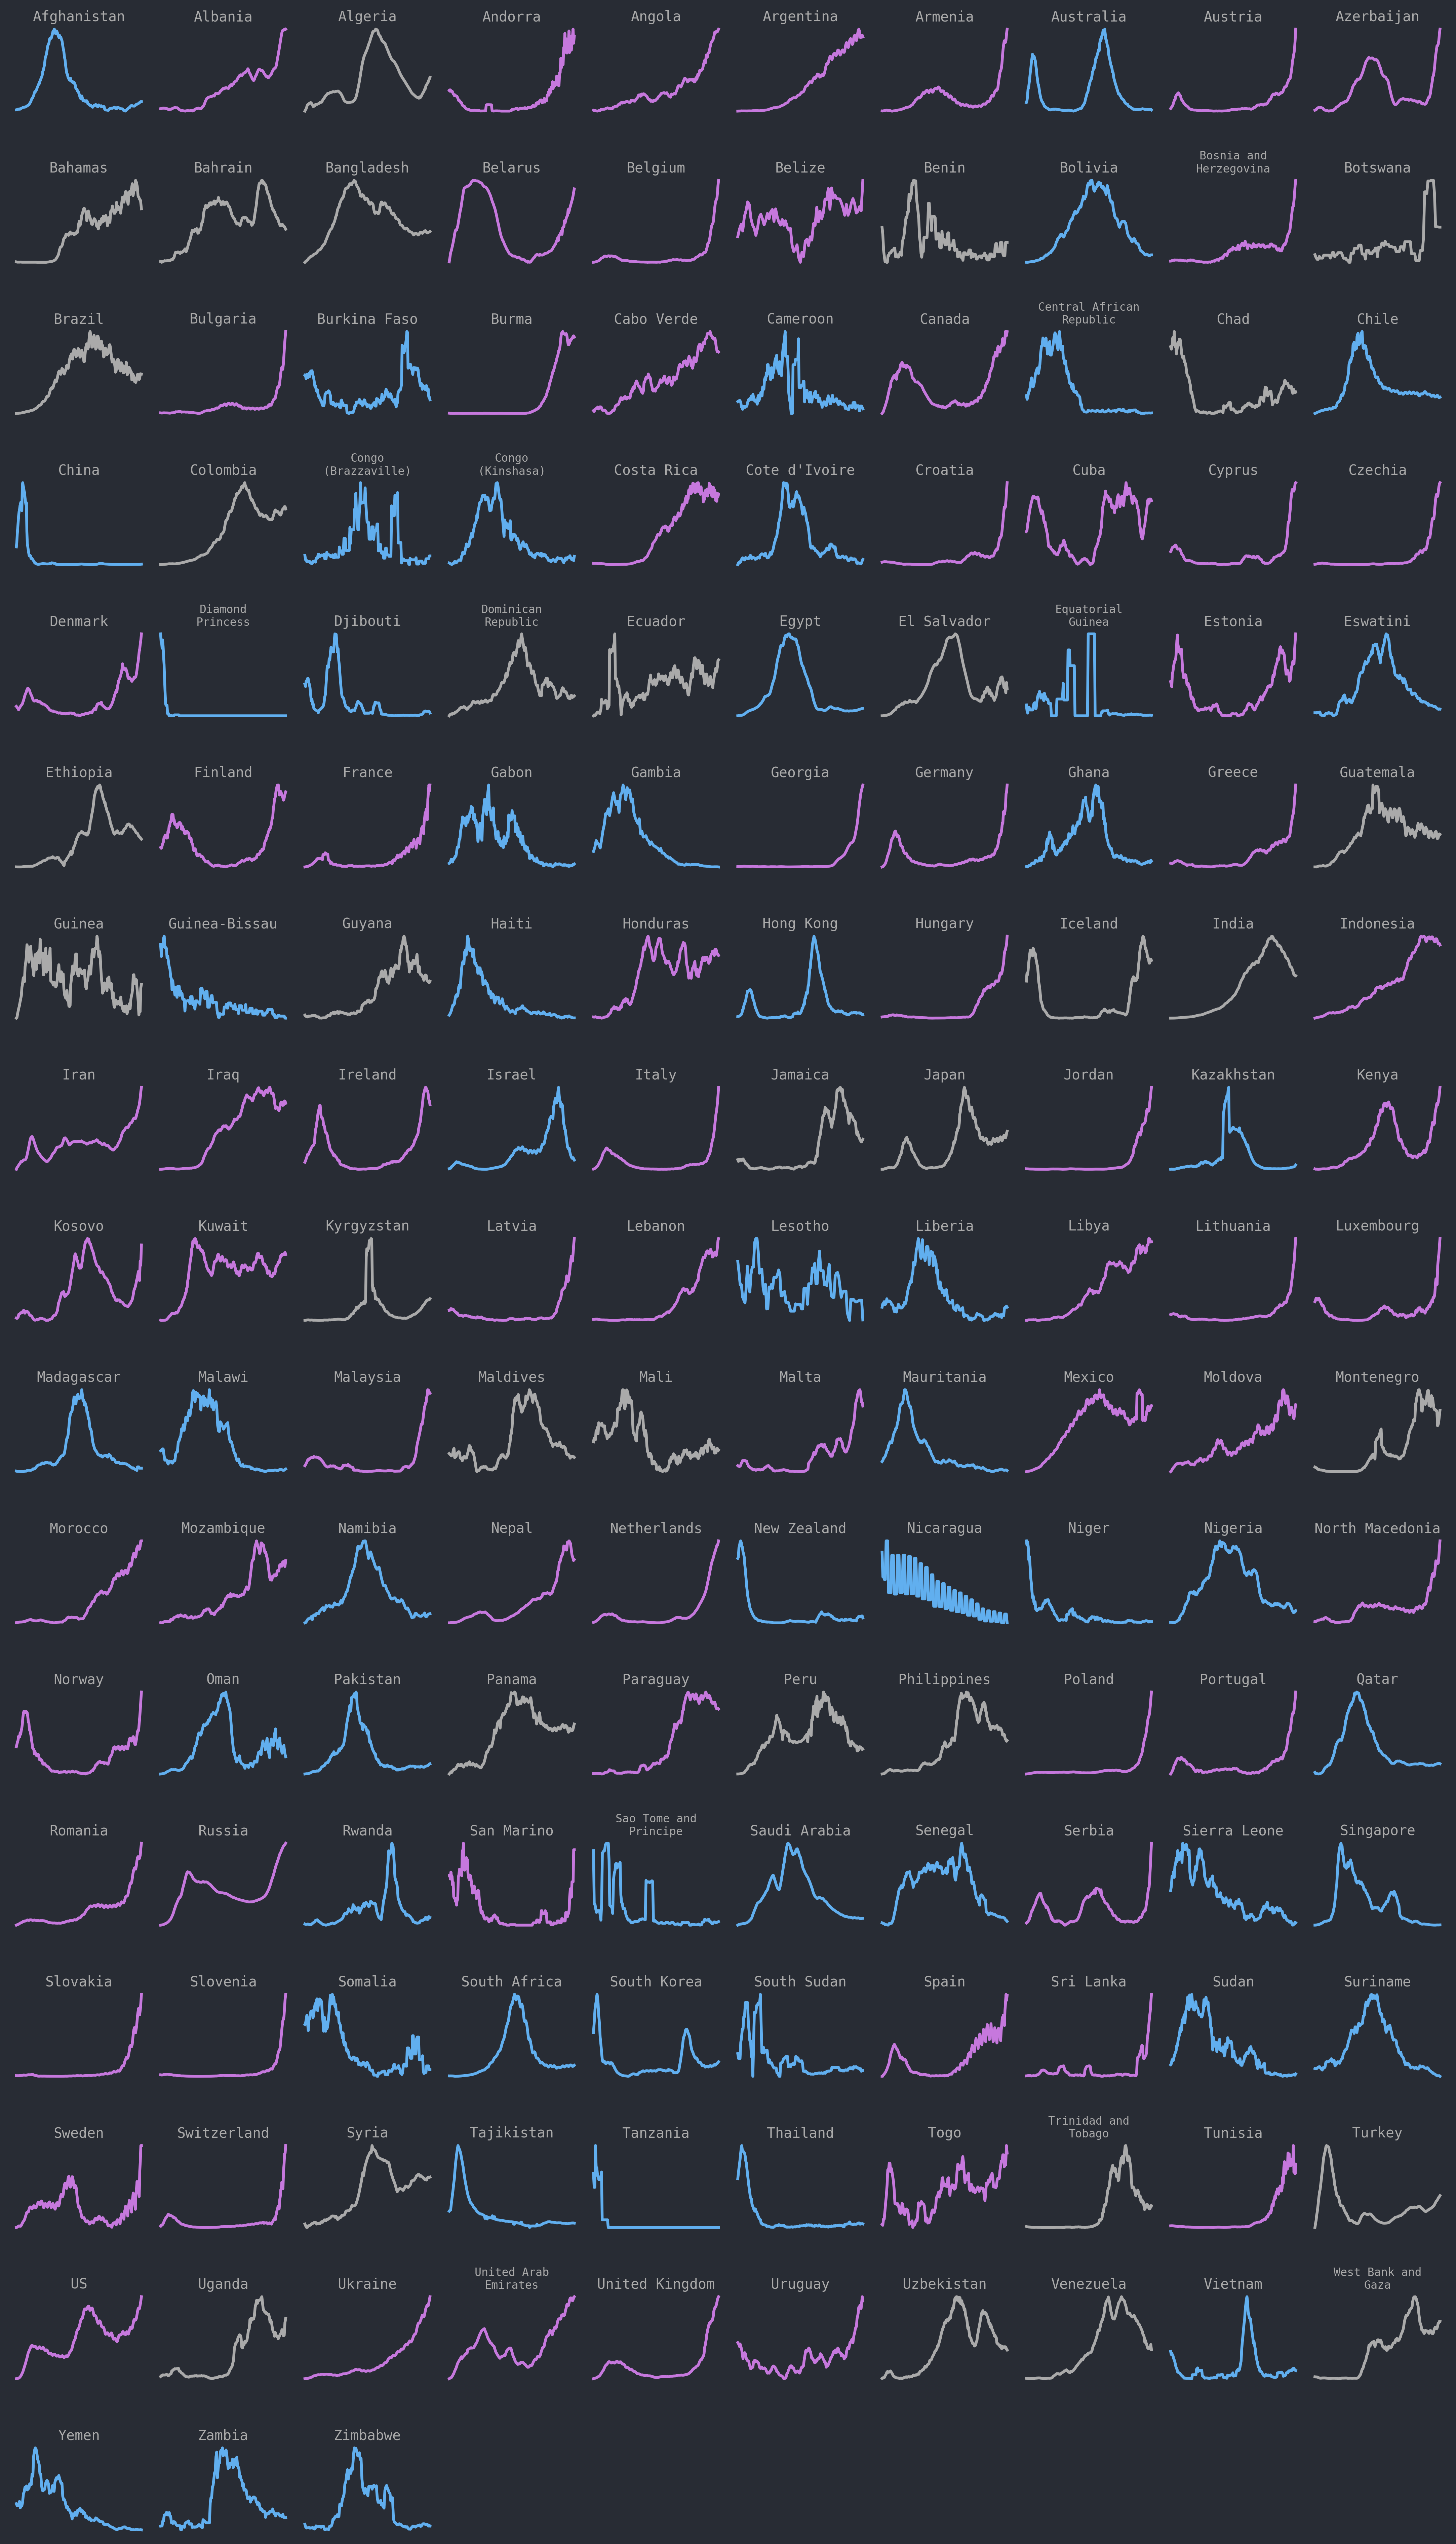 Afghanistan
Albania
Algeria
Andorra
Angola
Argentina
Armenia
Australia
Austria
Azerbaijan
Bahamas
Bahrain
Bangladesh
Belarus
Belgium
Belize
Benin
Bolivia
Bosnia and
Herzegovina
Botswana
Brazil
Bulgaria
Burkina Faso
Burma
Cabo Verde
Cameroon
Canada
Central African
Republic
Chad
Chile
China
Colombia
Congo
(Brazzaville)
Congo
(Kinshasa)
Costa Rica
Cote d'Ivoire
Croatia
Cuba
Cyprus
Czechia
Denmark
Diamond
Princess
Djibouti
Dominican
Republic
Ecuador
Egypt
El Salvador
Equatorial
Guinea
Estonia
Eswatini
Ethiopia
Finland
France
Gabon
Gambia
Georgia
Germany
Ghana
Greece
Guatemala
Guinea
Guinea-Bissau
Guyana
Haiti
Honduras
Hong Kong
Hungary
Iceland
India
Indonesia
Iran
Iraq
Ireland
Israel
Italy
Jamaica
Japan
Jordan
Kazakhstan
Kenya
Kosovo
Kuwait
Kyrgyzstan
Latvia
Lebanon
Lesotho
Liberia
Libya
Lithuania
Luxembourg
Madagascar
Malawi
Malaysia
Maldives
Mali
Malta
Mauritania
Mexico
Moldova
Montenegro
Morocco
Mozambique
Namibia
Nepal
Netherlands
New Zealand
Nicaragua
Niger
Nigeria
North Macedonia
Norway
Oman
Pakistan
Panama
Paraguay
Peru
Philippines
Poland
Portugal
Qatar
Romania
Russia
Rwanda
San Marino
Sao Tome and
Principe
Saudi Arabia
Senegal
Serbia
Sierra Leone
Singapore
Slovakia
Slovenia
Somalia
South Africa
South Korea
South Sudan
Spain
Sri Lanka
Sudan
Suriname
Sweden
Switzerland
Syria
Tajikistan
Tanzania
Thailand
Togo
Trinidad and
Tobago
Tunisia
Turkey
US
Uganda
Ukraine
United Arab
Emirates
United Kingdom
Uruguay
Uzbekistan
Venezuela
Vietnam
West Bank and
Gaza
Yemen
Zambia
Zimbabwe